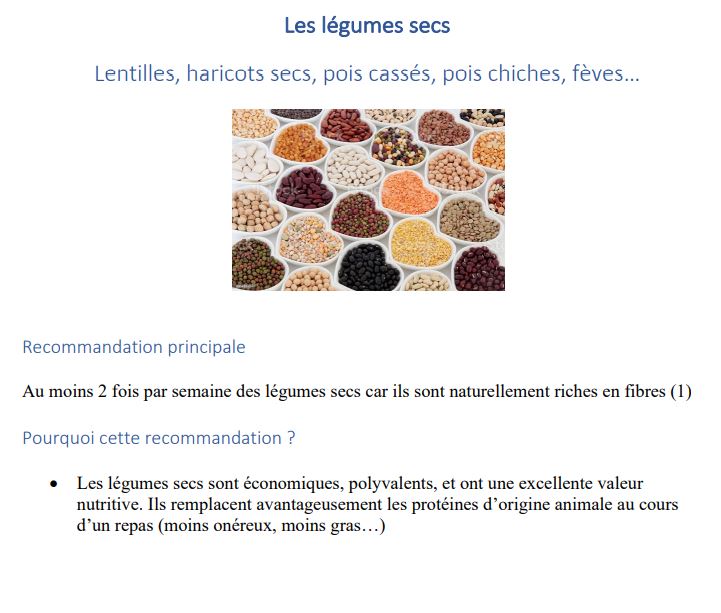 Les légumes secs
Lentilles, haricots secs, pois cassés, pois chiches, fèves…
Recommandation principale
Au moins 2 fois par semaine des légumes secs car ils sont naturellement riches en fibres (1)
Pourquoi cette recommandation ?
• Les légumes secs sont économiques, polyvalents, et ont une excellente valeur
nutritive. Ils remplacent avantageusement les protéines d’origine animale au cours
d’un repas (moins onéreux, moins gras…)